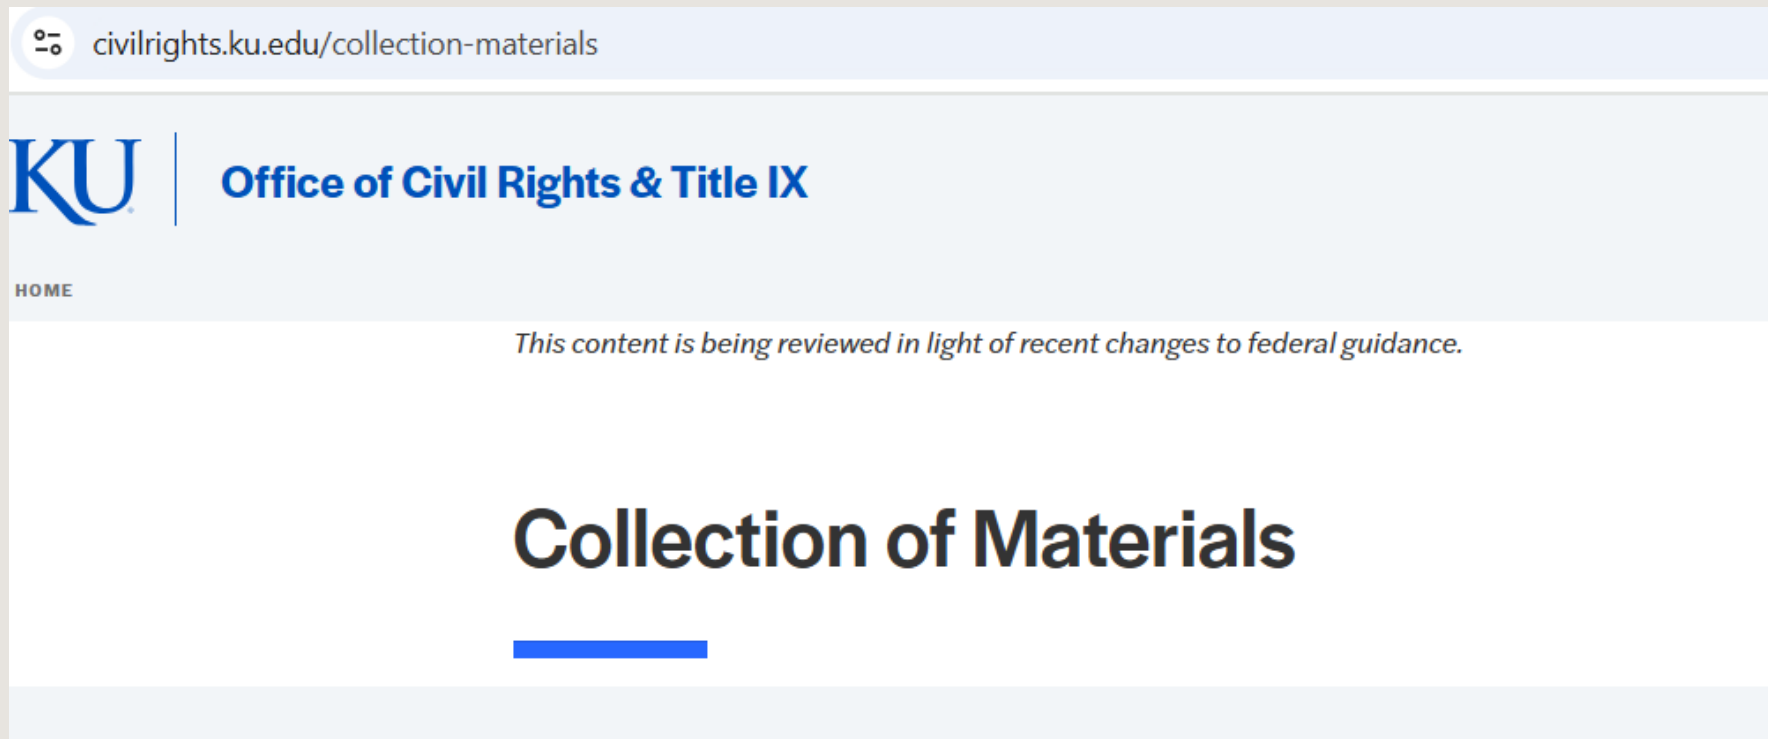 civilrights.ku.edu/collection-materials
KU
Office of Civil Rights & Title IX
HOME
This content is being reviewed in light of recent changes to federal guidance.
Collection of Materials